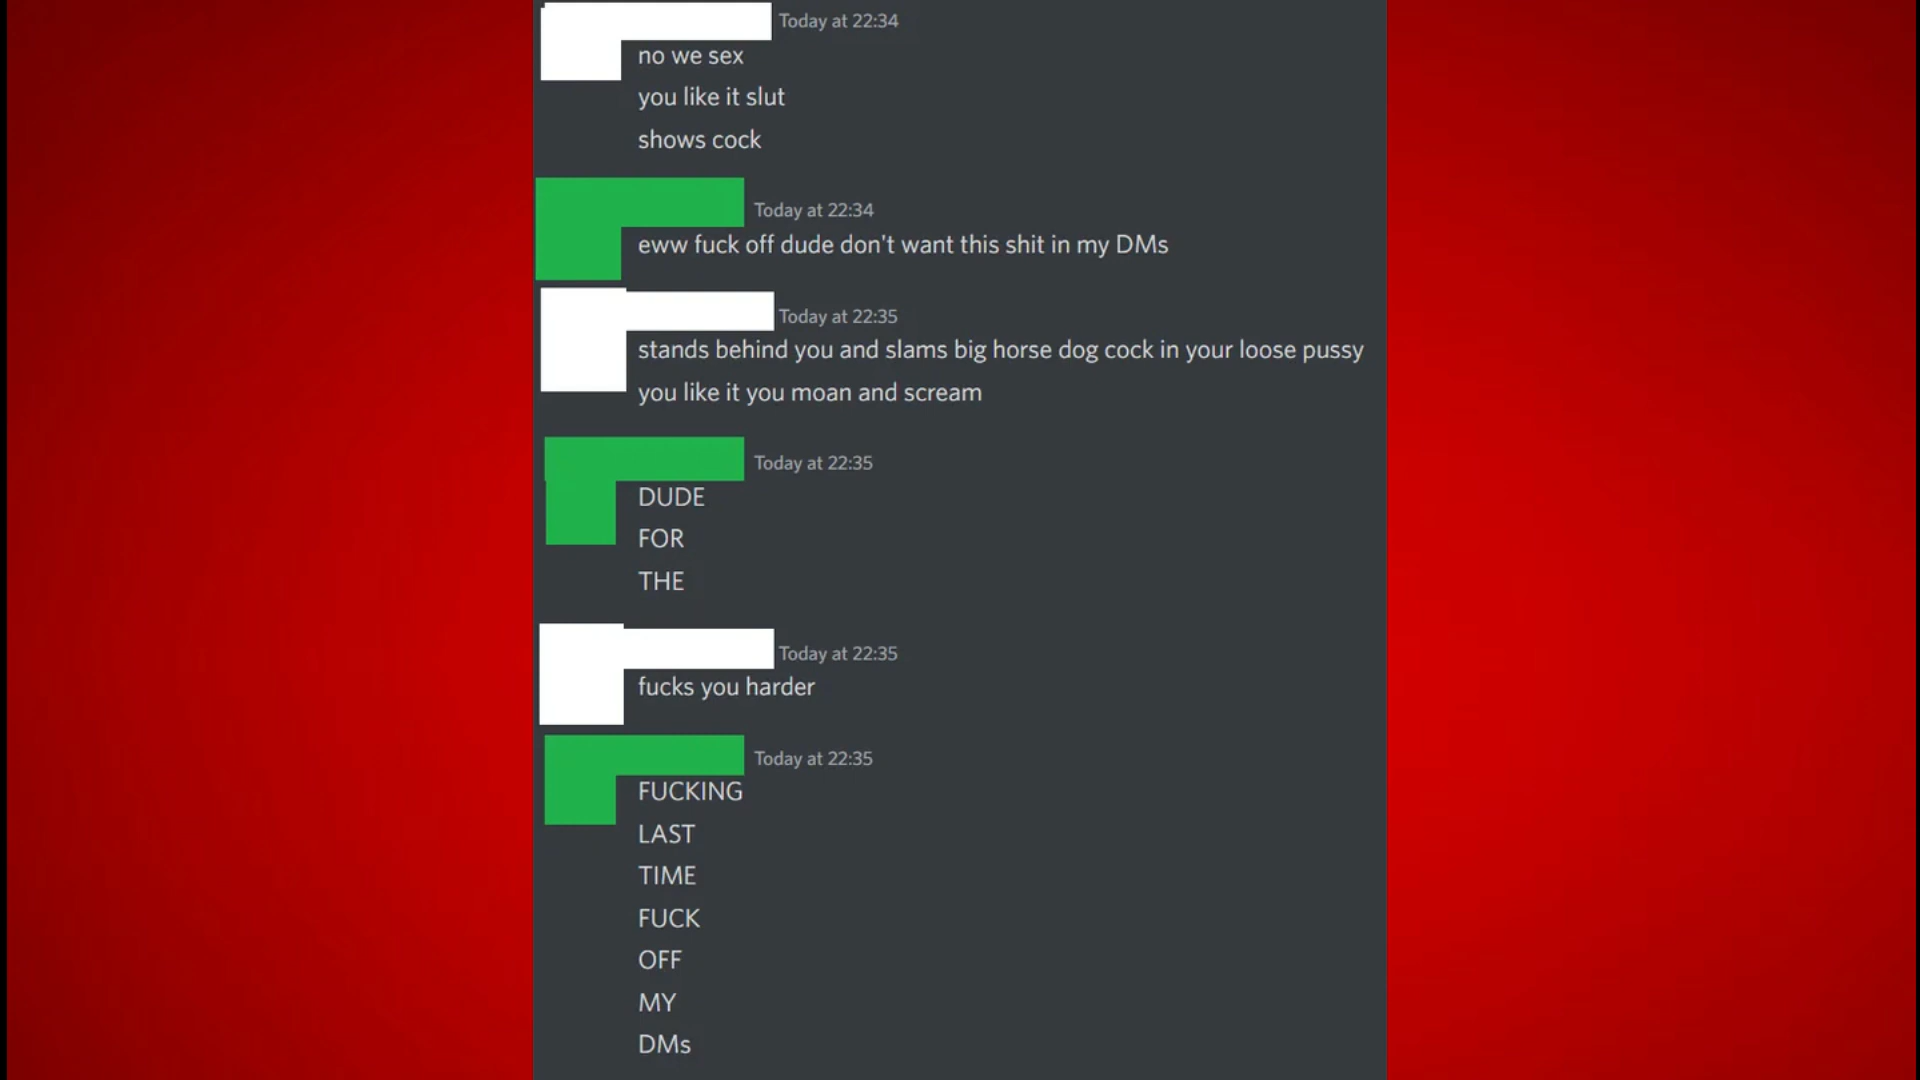 Today at 22:34
no we sex
you like it slut
shows cock
Today at 22:34
eww fuck off dude don't want this shit in my DMs
Today at 22:35
stands behind you and slams big horse dog cock in your loose pussy
you like it you moan and scream
Today at 22:35
DUDE
FOR
THE
Today at 22:35
fucks you harder
Today at 22:35
FUCKING
LAST
TIME
FUCK
OFF
MY
DMs